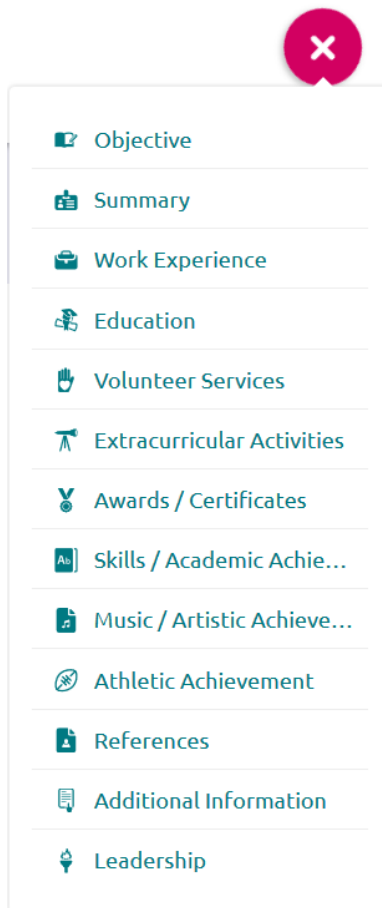 Objective
Summary
Work Experience
Education
Volunteer Services
Extracurricular Activities
Awards / Certificates
Ab
Skills / Academic Achie...
Music / Artistic Achieve...
Athletic Achievement
References
Additional Information
Leadership